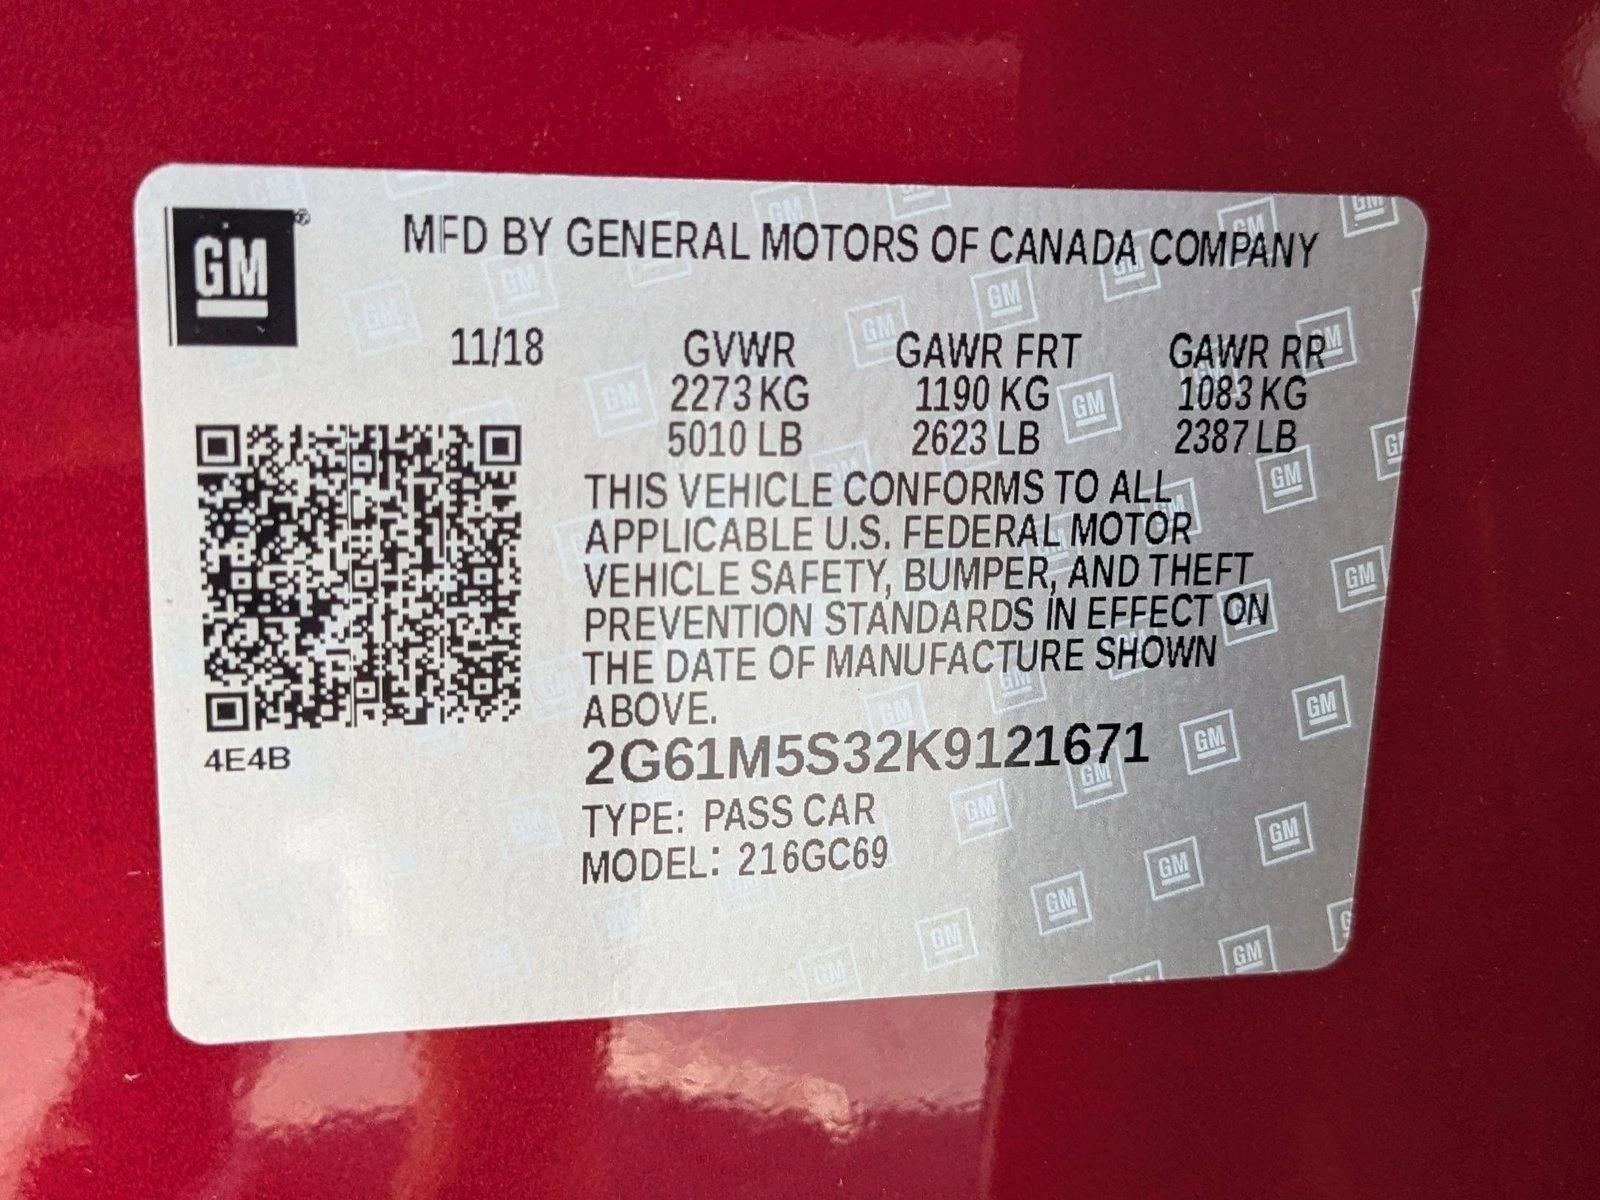 GM ® MFD BY GENERAL MOTORS OF CANADA COMPANY
11/18 GVWR GAWR FRT GAWR RR
2273 KG 1190 KG 1083 KG
5010 LB 2623 LB 2387 LB
THIS VEHICLE CONFORMS TO ALL
APPLICABLE U.S. FEDERAL MOTOR
VEHICLE SAFETY, BUMPER, AND THEFT
PREVENTION STANDARDS IN EFFECT ON
THE DATE OF MANUFACTURE SHOWN
ABOVE.
2G61M5S32K9121671
4E4B
TYPE: PASS CAR
MODEL: 216GC69